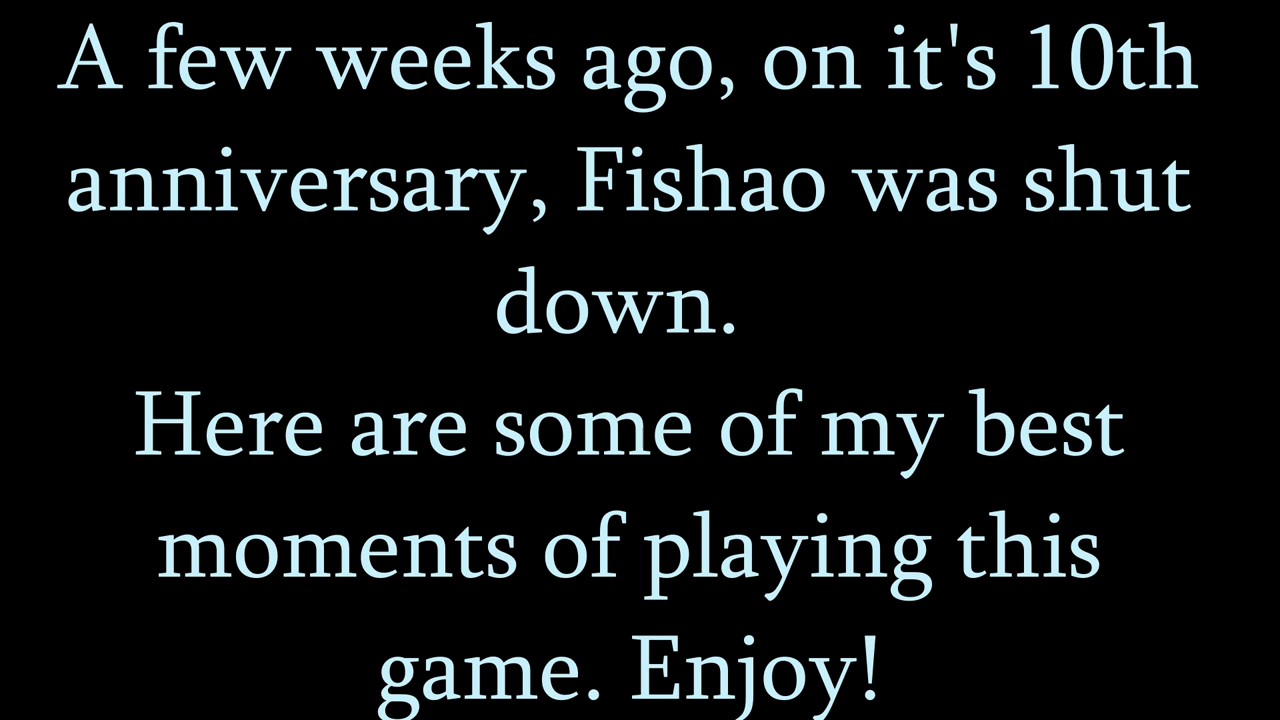 A few weeks ago, on it's 10th
anniversary, Fishao was shut
down.
Here are some of my best
moments of playing this
game. Enjoy!